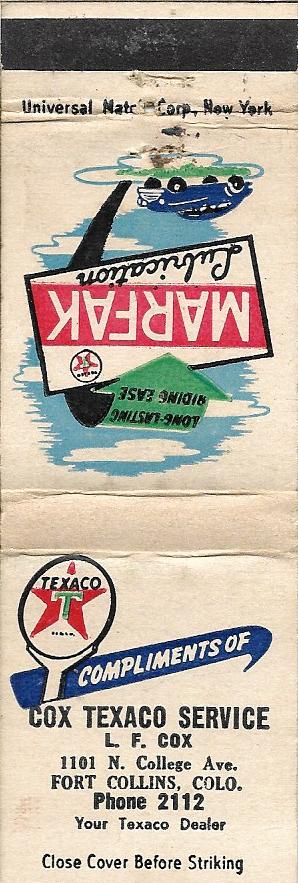 Universal Match Corp., New York
LONG-LASTING
RIDING EASE
MARFAK
Lubrication
TEXACO
T
COMPLIMENTS OF
COX TEXACO SERVICE
L. F. COX
1101 N. College Ave.
FORT COLLINS, COLO.
Phone 2112
Your Texaco Dealer
Close Cover Before Striking